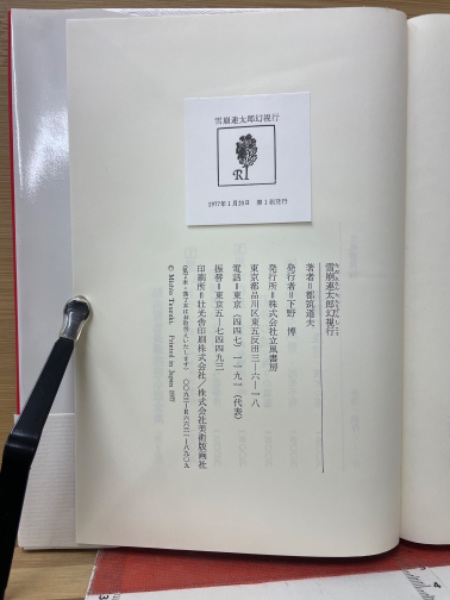 雪崩連太郎幻視行
R
1977年1月20日 第1刷発行
雪崩連太郎幻視行
著者=都筑道夫
発行者=下野 博
発行所=株式会社立風書房
東京都品川区東五反田三—六—一八
電話=東京(四四七)一一九一(代表)
振替=東京五—七四四九三
印刷所=壮光舎印刷株式会社/株式会社美術版画社
© Michio Tsuzuki, Printed in Japan 1977